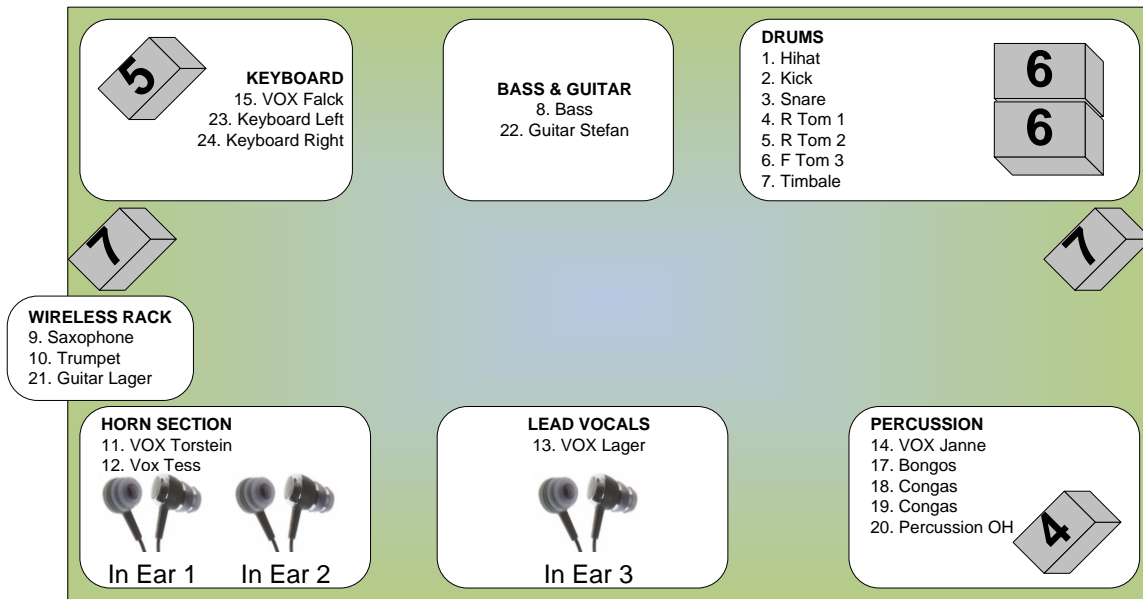 5
KEYBOARD
15. VOX Falck
23. Keyboard Left
24. Keyboard Right
BASS & GUITAR
8. Bass
22. Guitar Stefan
DRUMS
1. Hihat
2. Kick
3. Snare
4. R Tom 1
5. R Tom 2
6. F Tom 3
7. Timbale
6
6
7
7
WIRELESS RACK
9. Saxophone
10. Trumpet
21. Guitar Lager
HORN SECTION
11. VOX Torstein
12. Vox Tess
In Ear 1
In Ear 2
LEAD VOCALS
13. VOX Lager
In Ear 3
PERCUSSION
14. VOX Janne
17. Bongos
18. Congas
19. Congas
20. Percussion OH
4